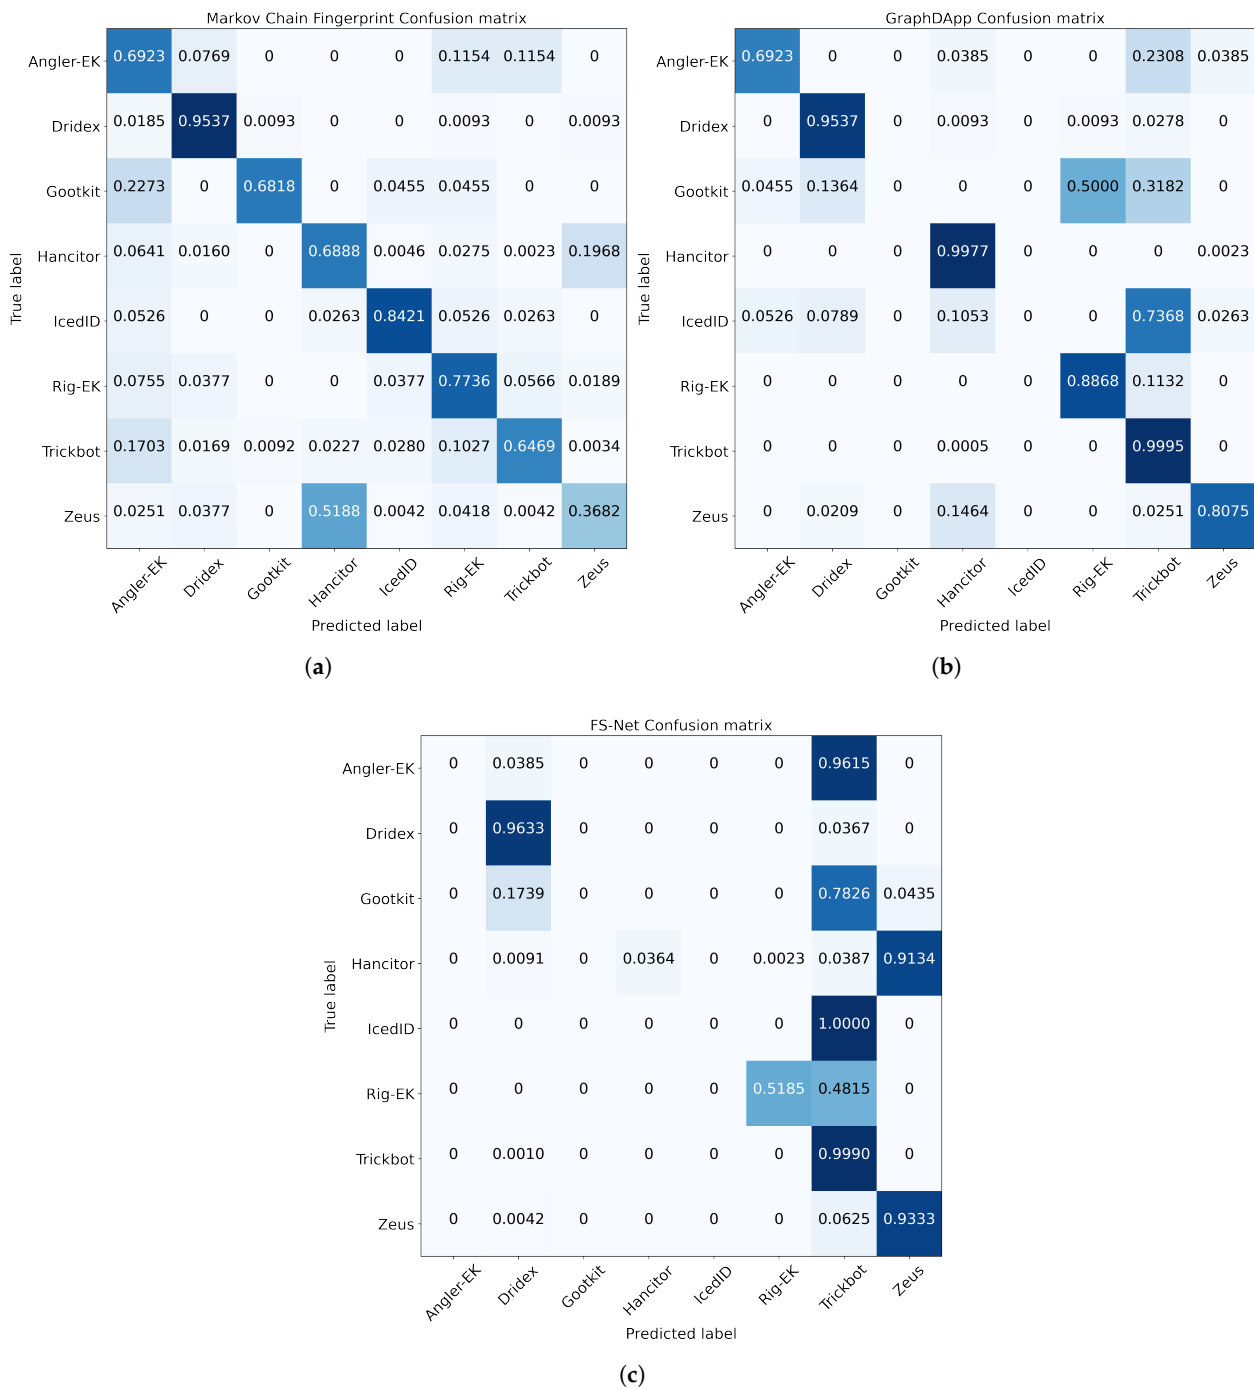 Markov Chain Fingerprint Confusion matrix
True label
Angler-EK 0.6923 0.0769 0 0 0 0.1154 0.1154 0
Dridex 0.0185 0.9537 0.0093 0 0 0.0093 0 0.0093
Gootkit 0.2273 0 0.6818 0 0.0455 0.0455 0 0
Hancitor 0.0641 0.0160 0 0.6888 0.0046 0.0275 0.0023 0.1968
IcedID 0.0526 0 0 0.0263 0.8421 0.0526 0.0263 0
Rig-EK 0.0755 0.0377 0 0 0.0377 0.7736 0.0566 0.0189
Trickbot 0.1703 0.0169 0.0092 0.0227 0.0280 0.1027 0.6469 0.0034
Zeus 0.0251 0.0377 0 0.5188 0.0042 0.0418 0.0042 0.3682
Angler-EK Dridex Gootkit Hancitor IcedID Rig-EK Trickbot Zeus
Predicted label
(a)
GraphDApp Confusion matrix
True label
Angler-EK 0.6923 0 0 0.0385 0 0 0.2308 0.0385
Dridex 0 0.9537 0 0.0093 0 0.0093 0.0278 0
Gootkit 0.0455 0.1364 0 0 0 0.5000 0.3182 0
Hancitor 0 0 0 0.9977 0 0 0 0.0023
IcedID 0.0526 0.0789 0 0.1053 0 0 0.7368 0.0263
Rig-EK 0 0 0 0 0 0.8868 0.1132 0
Trickbot 0 0 0 0.0005 0 0 0.9995 0
Zeus 0 0.0209 0 0.1464 0 0 0.0251 0.8075
Angler-EK Dridex Gootkit Hancitor IcedID Rig-EK Trickbot Zeus
Predicted label
(b)
FS-Net Confusion matrix
True label
Angler-EK 0 0.0385 0 0 0 0 0.9615 0
Dridex 0 0.9633 0 0 0 0 0.0367 0
Gootkit 0 0.1739 0 0 0 0 0.7826 0.0435
Hancitor 0 0.0091 0 0.0364 0 0.0023 0.0387 0.9134
IcedID 0 0 0 0 0 0 1.0000 0
Rig-EK 0 0 0 0 0 0.5185 0.4815 0
Trickbot 0 0.0010 0 0 0 0 0.9990 0
Zeus 0 0.0042 0 0 0 0 0.0625 0.9333
Angler-EK Dridex Gootkit Hancitor IcedID Rig-EK Trickbot Zeus
Predicted label
(c)